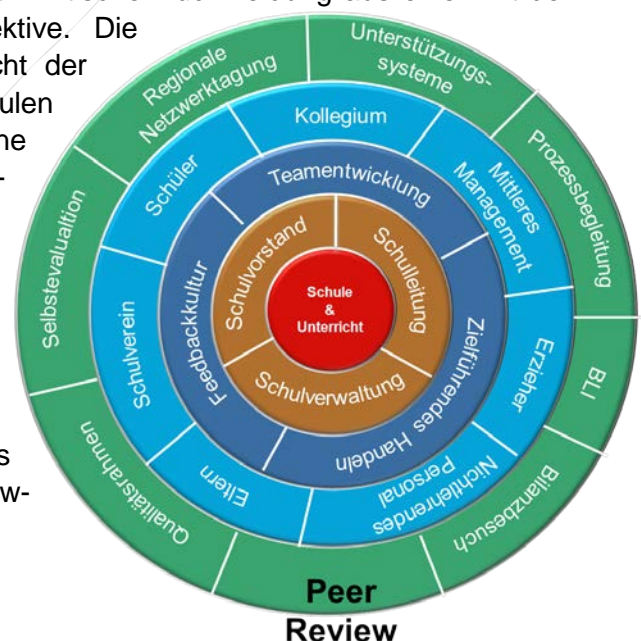 ektive. Die
cht der
ulen
ne
-
s
w-
Regionale
Netzwerktagung
Unterstützungs-
systeme
Prozessbegleitung
BLI
Bilanzbesuch
Peer
Review
Qualitätsrahmen
Selbstevalualtion
Kollegium
Mittleres
Management
Erzieher
Nichtlehrendes
Personal
Eltern
Schulverein
Schüler
Teamentwicklung
Zielführendes Handeln
Feedbackkultur
Schulvorstand
Schulleitung
Schulverwaltung
Schule
&
Unterricht